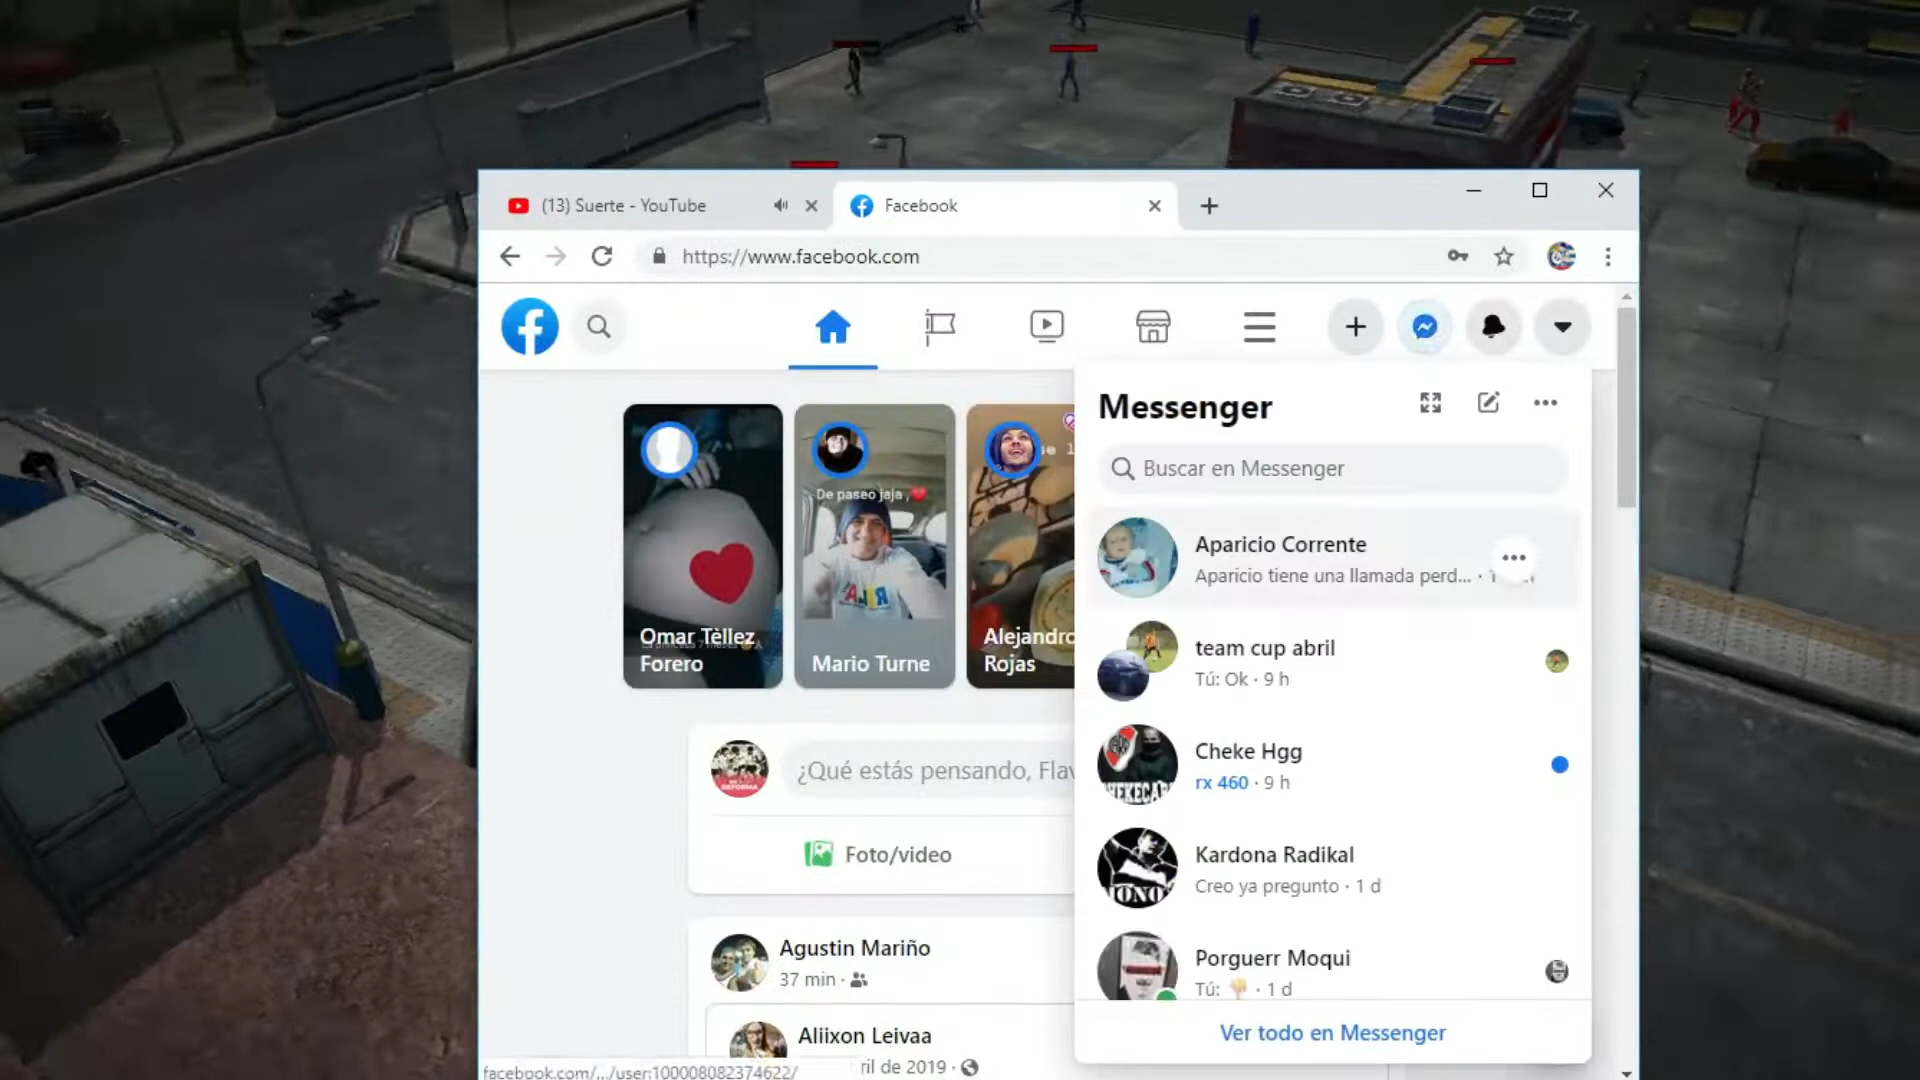 (13) Suerte - YouTube
Facebook
https://www.facebook.com
Messenger
Buscar en Messenger
De paseo jaja ,❤
Omar Tèllez
Forero
Mario Turne
Alejandro
Rojas
Aparicio Corrente
Aparicio tiene una llamada perd... ·
team cup abril
Tú: Ok · 9 h
Cheke Hgg
rx 460 · 9 h
Kardona Radikal
Creo ya pregunto · 1 d
Porguerr Moqui
Tú: 👊 · 1 d
Ver todo en Messenger
¿Qué estás pensando, Flav
Foto/video
Agustin Mariño
37 min ·
Aliixon Leivaa
ril de 2019 ·
facebook.com/.../user:100008082374622/